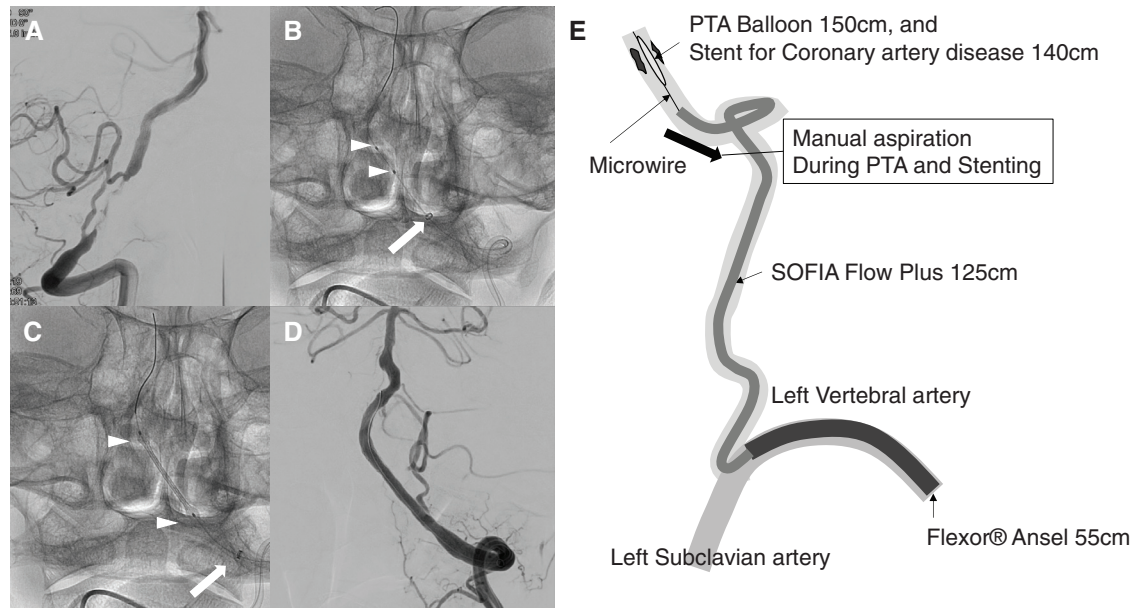 A
B
C
D
E
PTA Balloon 150cm, and
Stent for Coronary artery disease 140cm
Microwire
Manual aspiration
During PTA and Stenting
SOFIA Flow Plus 125cm
Left Vertebral artery
Flexor® Ansel 55cm
Left Subclavian artery